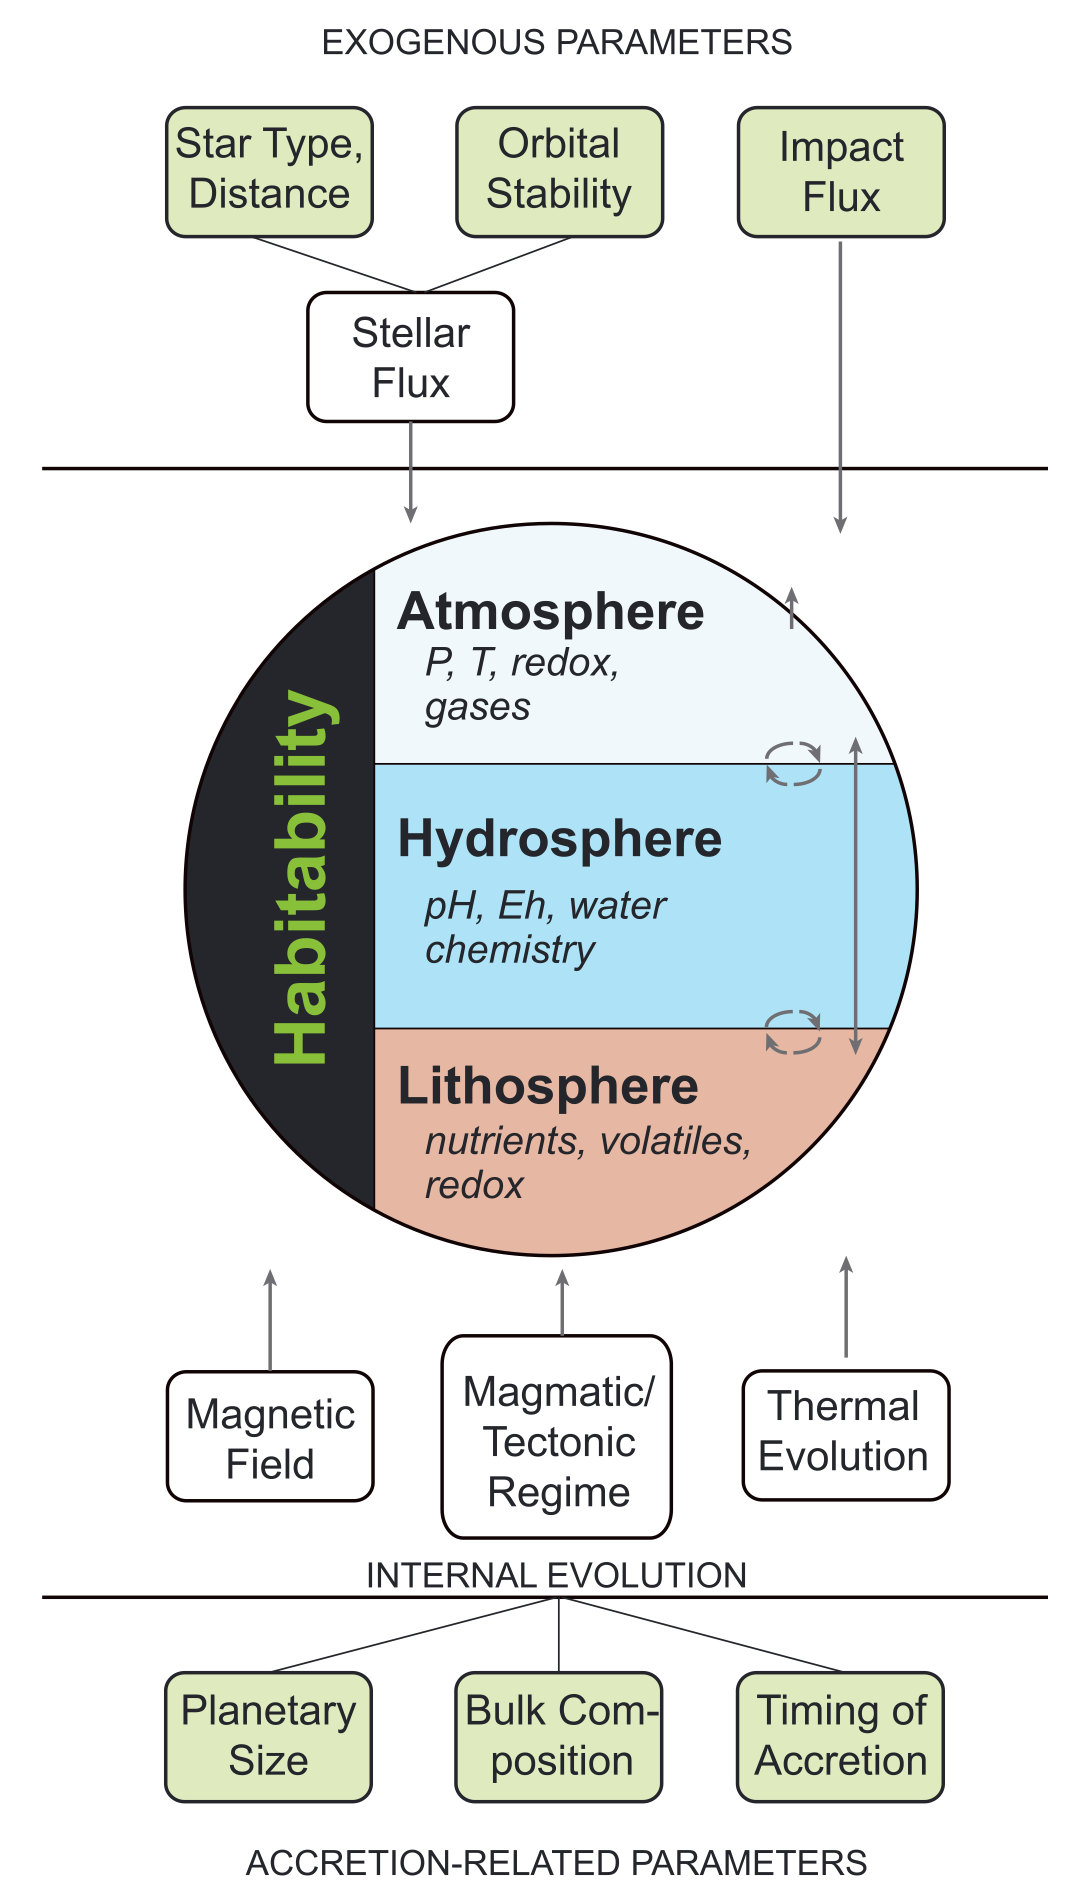 EXOGENOUS PARAMETERS
Star Type,
Distance
Orbital
Stability
Impact
Flux
Stellar
Flux
Habitability
Atmosphere
P, T, redox,
gases
Hydrosphere
pH, Eh, water
chemistry
Lithosphere
nutrients, volatiles,
redox
Magnetic
Field
Magmatic/
Tectonic
Regime
Thermal
Evolution
INTERNAL EVOLUTION
Planetary
Size
Bulk Com-
position
Timing of
Accretion
ACCRETION-RELATED PARAMETERS